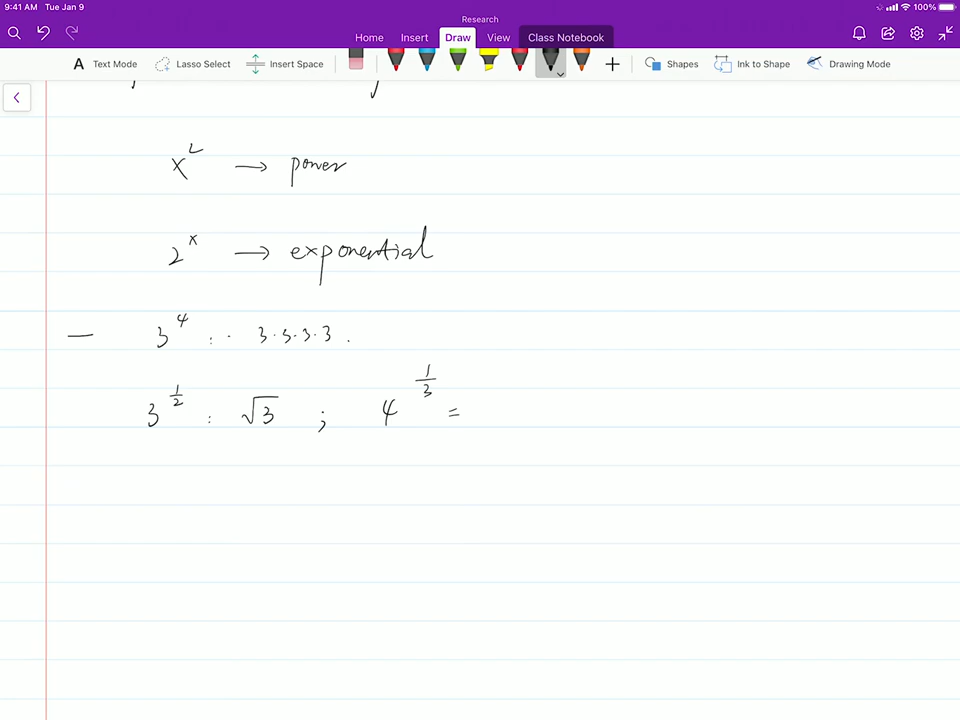 9:41 AM Tue Jan 9
100%
Research
Home Insert Draw View Class Notebook
A Text Mode Lasso Select Insert Space Shapes Ink to Shape Drawing Mode
x² → power
2ˣ → exponential
— 3⁴ : · 3·3·3·3 .
3^(1/2) : √3 ; 4^(1/3) =